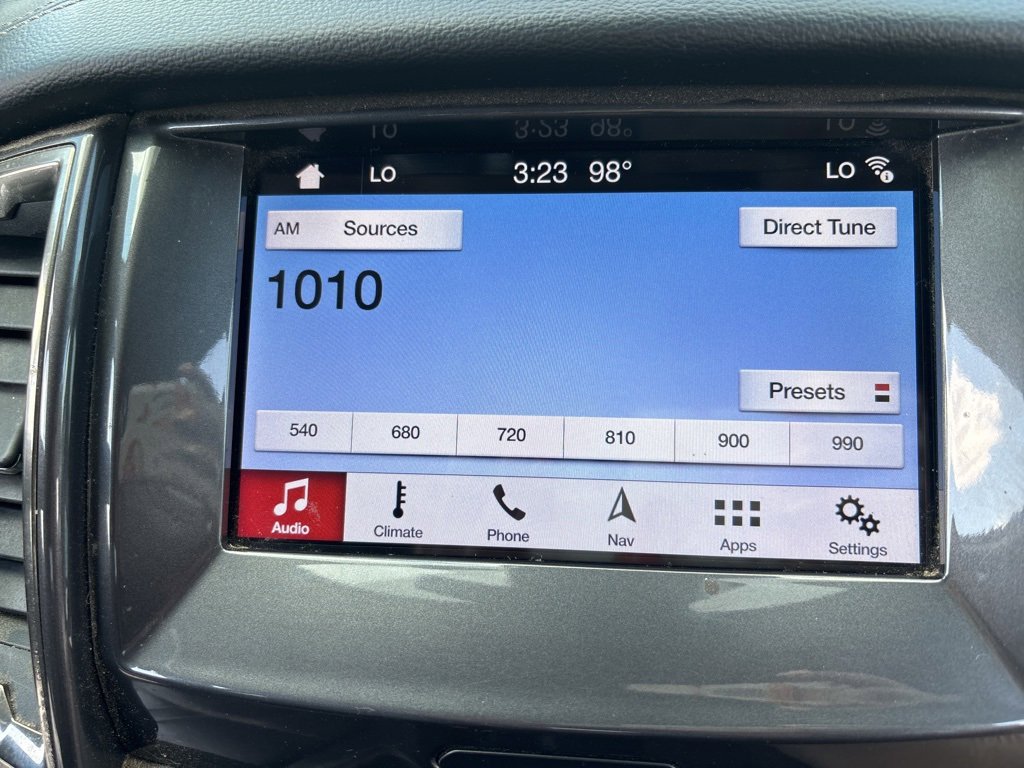 LO 3:23 98° LO
AM Sources Direct Tune
1010
Presets
540 680 720 810 900 990
Audio Climate Phone Nav Apps Settings